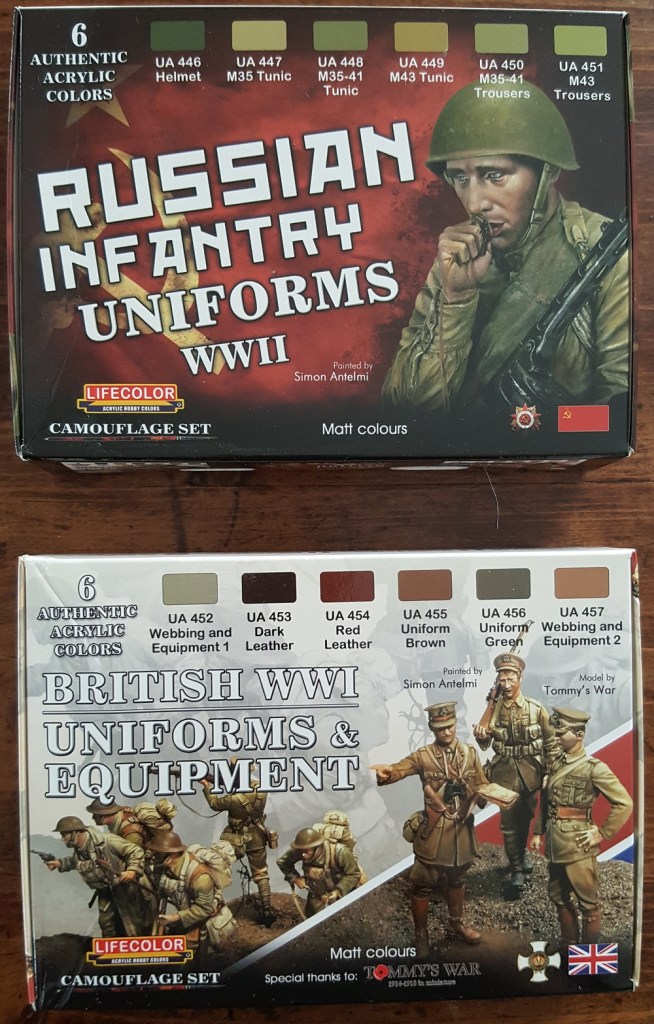 6
AUTHENTIC
ACRYLIC
COLORS
UA 446
Helmet
UA 447
M35 Tunic
UA 448
M35-41
Tunic
UA 449
M43 Tunic
UA 450
M35-41
Trousers
UA 451
M43
Trousers
RUSSIAN
INFANTRY
UNIFORMS
WWII
Painted by
Simon Antelmi
LIFECOLOR
ACRYLIC HOBBY COLORS
CAMOUFLAGE SET
Matt colours
6
AUTHENTIC
ACRYLIC
COLORS
UA 452
Webbing and
Equipment 1
UA 453
Dark
Leather
UA 454
Red
Leather
UA 455
Uniform
Brown
UA 456
Uniform
Green
UA 457
Webbing and
Equipment 2
BRITISH WWI
UNIFORMS &
EQUIPMENT
Painted by
Simon Antelmi
Model by
Tommy's War
LIFECOLOR
ACRYLIC HOBBY COLORS
CAMOUFLAGE SET
Matt colours
Special thanks to: TOMMY'S WAR
1914-1918 in miniature